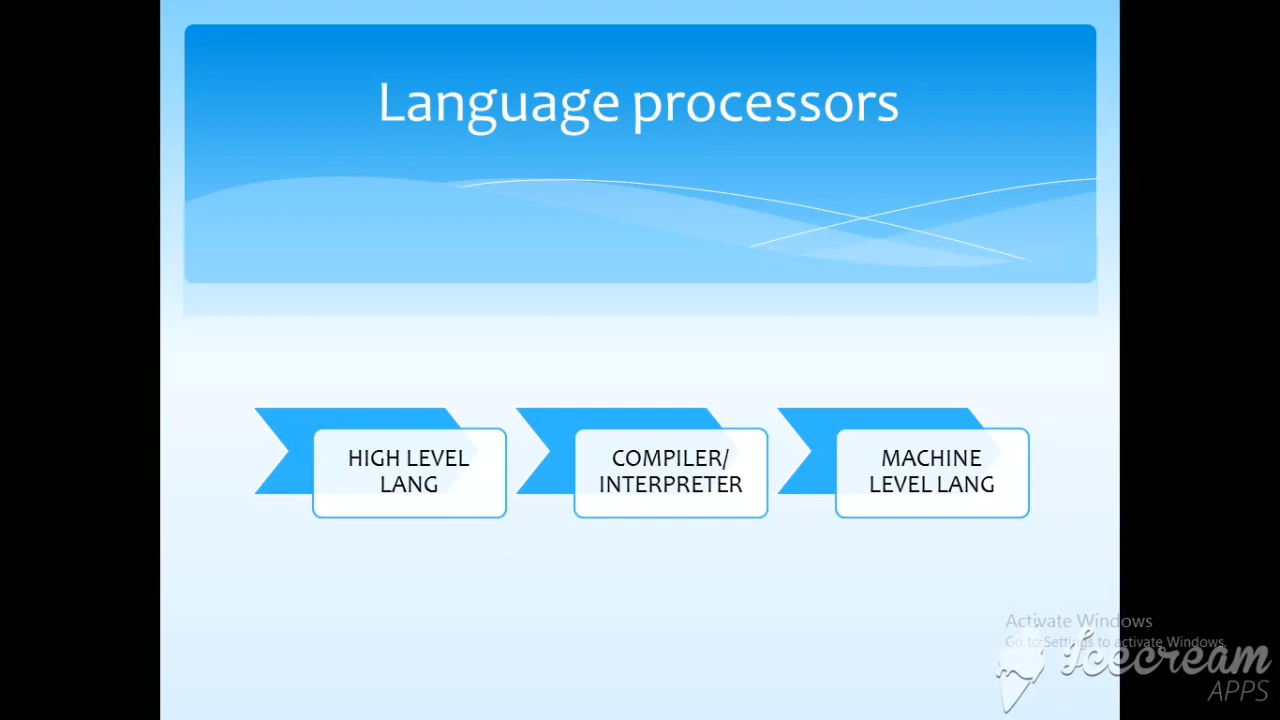 Language processors
HIGH LEVEL
LANG
COMPILER/
INTERPRETER
MACHINE
LEVEL LANG
Activate Windows
Go to Settings to activate Windows.
Icecream
APPS